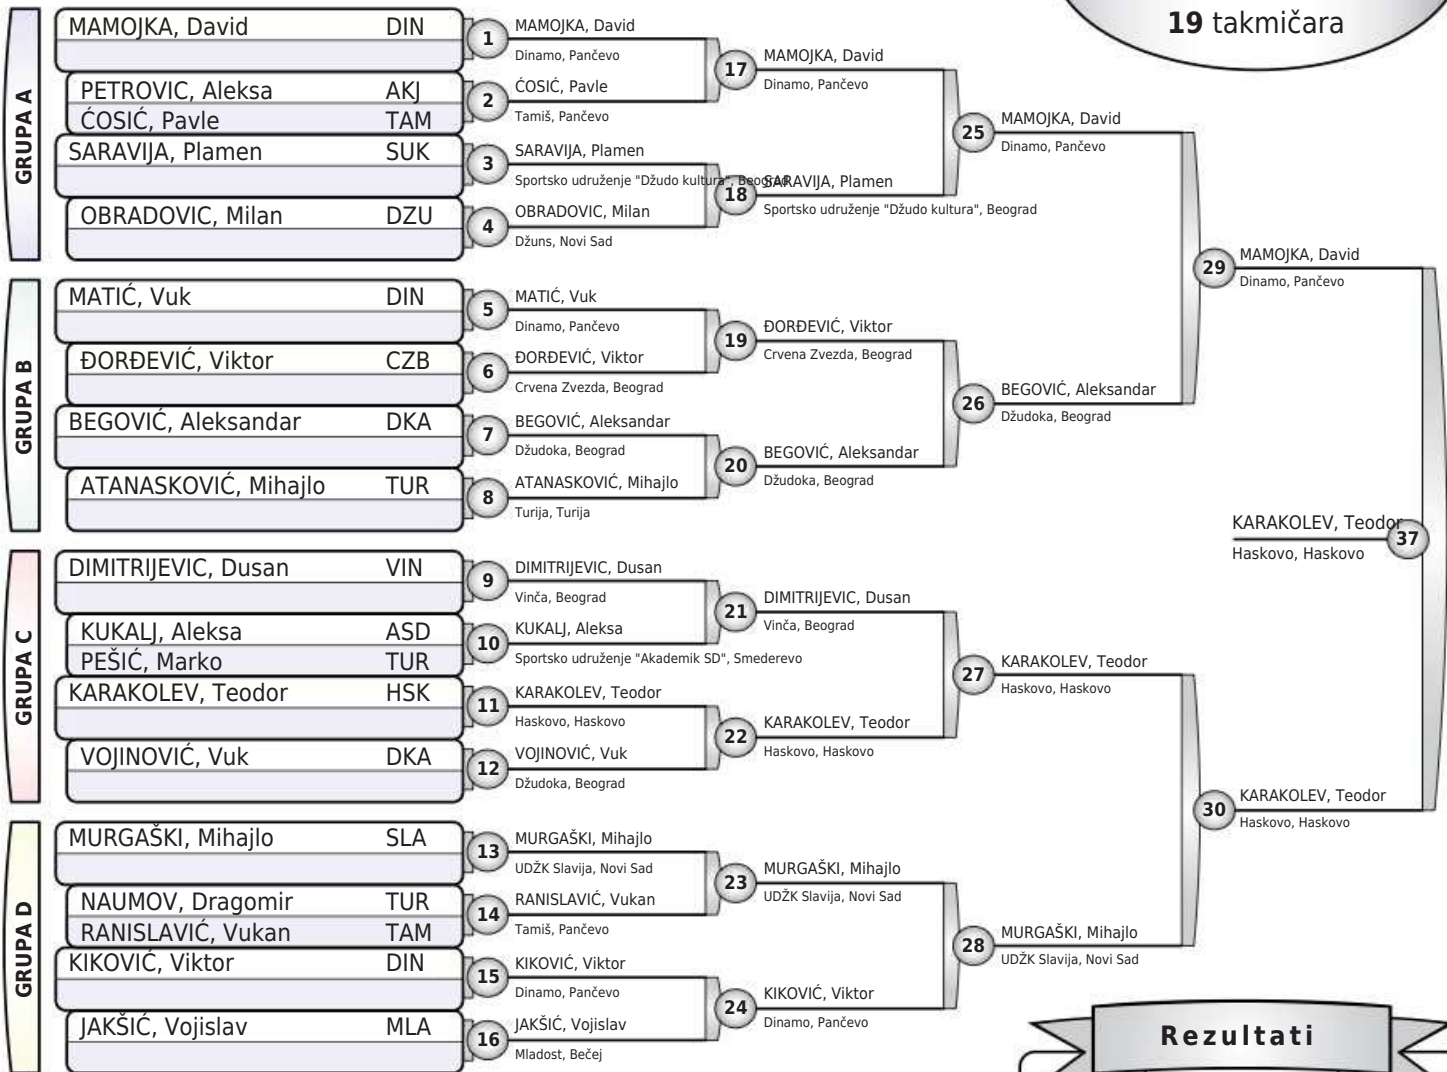 19 takmičara
GRUPA A
MAMOJKA, David DIN
PETROVIC, Aleksa AKJ
ĆOSIĆ, Pavle TAM
SARAVIJA, Plamen SUK
OBRADOVIC, Milan DZU
GRUPA B
MATIĆ, Vuk DIN
ĐORĐEVIĆ, Viktor CZB
BEGOVIĆ, Aleksandar DKA
ATANASKOVIĆ, Mihajlo TUR
GRUPA C
DIMITRIJEVIC, Dusan VIN
KUKALJ, Aleksa ASD
PEŠIĆ, Marko TUR
KARAKOLEV, Teodor HSK
VOJINOVIĆ, Vuk DKA
GRUPA D
MURGAŠKI, Mihajlo SLA
NAUMOV, Dragomir TUR
RANISLAVIĆ, Vukan TAM
KIKOVIĆ, Viktor DIN
JAKŠIĆ, Vojislav MLA
1 MAMOJKA, David
Dinamo, Pančevo
2 ĆOSIĆ, Pavle
Tamiš, Pančevo
3 SARAVIJA, Plamen
Sportsko udruženje "Džudo kultura", Beograd
4 OBRADOVIC, Milan
Džuns, Novi Sad
5 MATIĆ, Vuk
Dinamo, Pančevo
6 ĐORĐEVIĆ, Viktor
Crvena Zvezda, Beograd
7 BEGOVIĆ, Aleksandar
Džudoka, Beograd
8 ATANASKOVIĆ, Mihajlo
Turija, Turija
9 DIMITRIJEVIC, Dusan
Vinča, Beograd
10 KUKALJ, Aleksa
Sportsko udruženje "Akademik SD", Smederevo
11 KARAKOLEV, Teodor
Haskovo, Haskovo
12 VOJINOVIĆ, Vuk
Džudoka, Beograd
13 MURGAŠKI, Mihajlo
UDŽK Slavija, Novi Sad
14 RANISLAVIĆ, Vukan
Tamiš, Pančevo
15 KIKOVIĆ, Viktor
Dinamo, Pančevo
16 JAKŠIĆ, Vojislav
Mladost, Bečej
17 MAMOJKA, David
Dinamo, Pančevo
18 SARAVIJA, Plamen
Sportsko udruženje "Džudo kultura", Beograd
19 ĐORĐEVIĆ, Viktor
Crvena Zvezda, Beograd
20 BEGOVIĆ, Aleksandar
Džudoka, Beograd
21 DIMITRIJEVIC, Dusan
Vinča, Beograd
22 KARAKOLEV, Teodor
Haskovo, Haskovo
23 MURGAŠKI, Mihajlo
UDŽK Slavija, Novi Sad
24 KIKOVIĆ, Viktor
Dinamo, Pančevo
25 MAMOJKA, David
Dinamo, Pančevo
26 BEGOVIĆ, Aleksandar
Džudoka, Beograd
27 KARAKOLEV, Teodor
Haskovo, Haskovo
28 MURGAŠKI, Mihajlo
UDŽK Slavija, Novi Sad
29 MAMOJKA, David
Dinamo, Pančevo
30 KARAKOLEV, Teodor
Haskovo, Haskovo
KARAKOLEV, Teodor 37
Haskovo, Haskovo
Rezultati